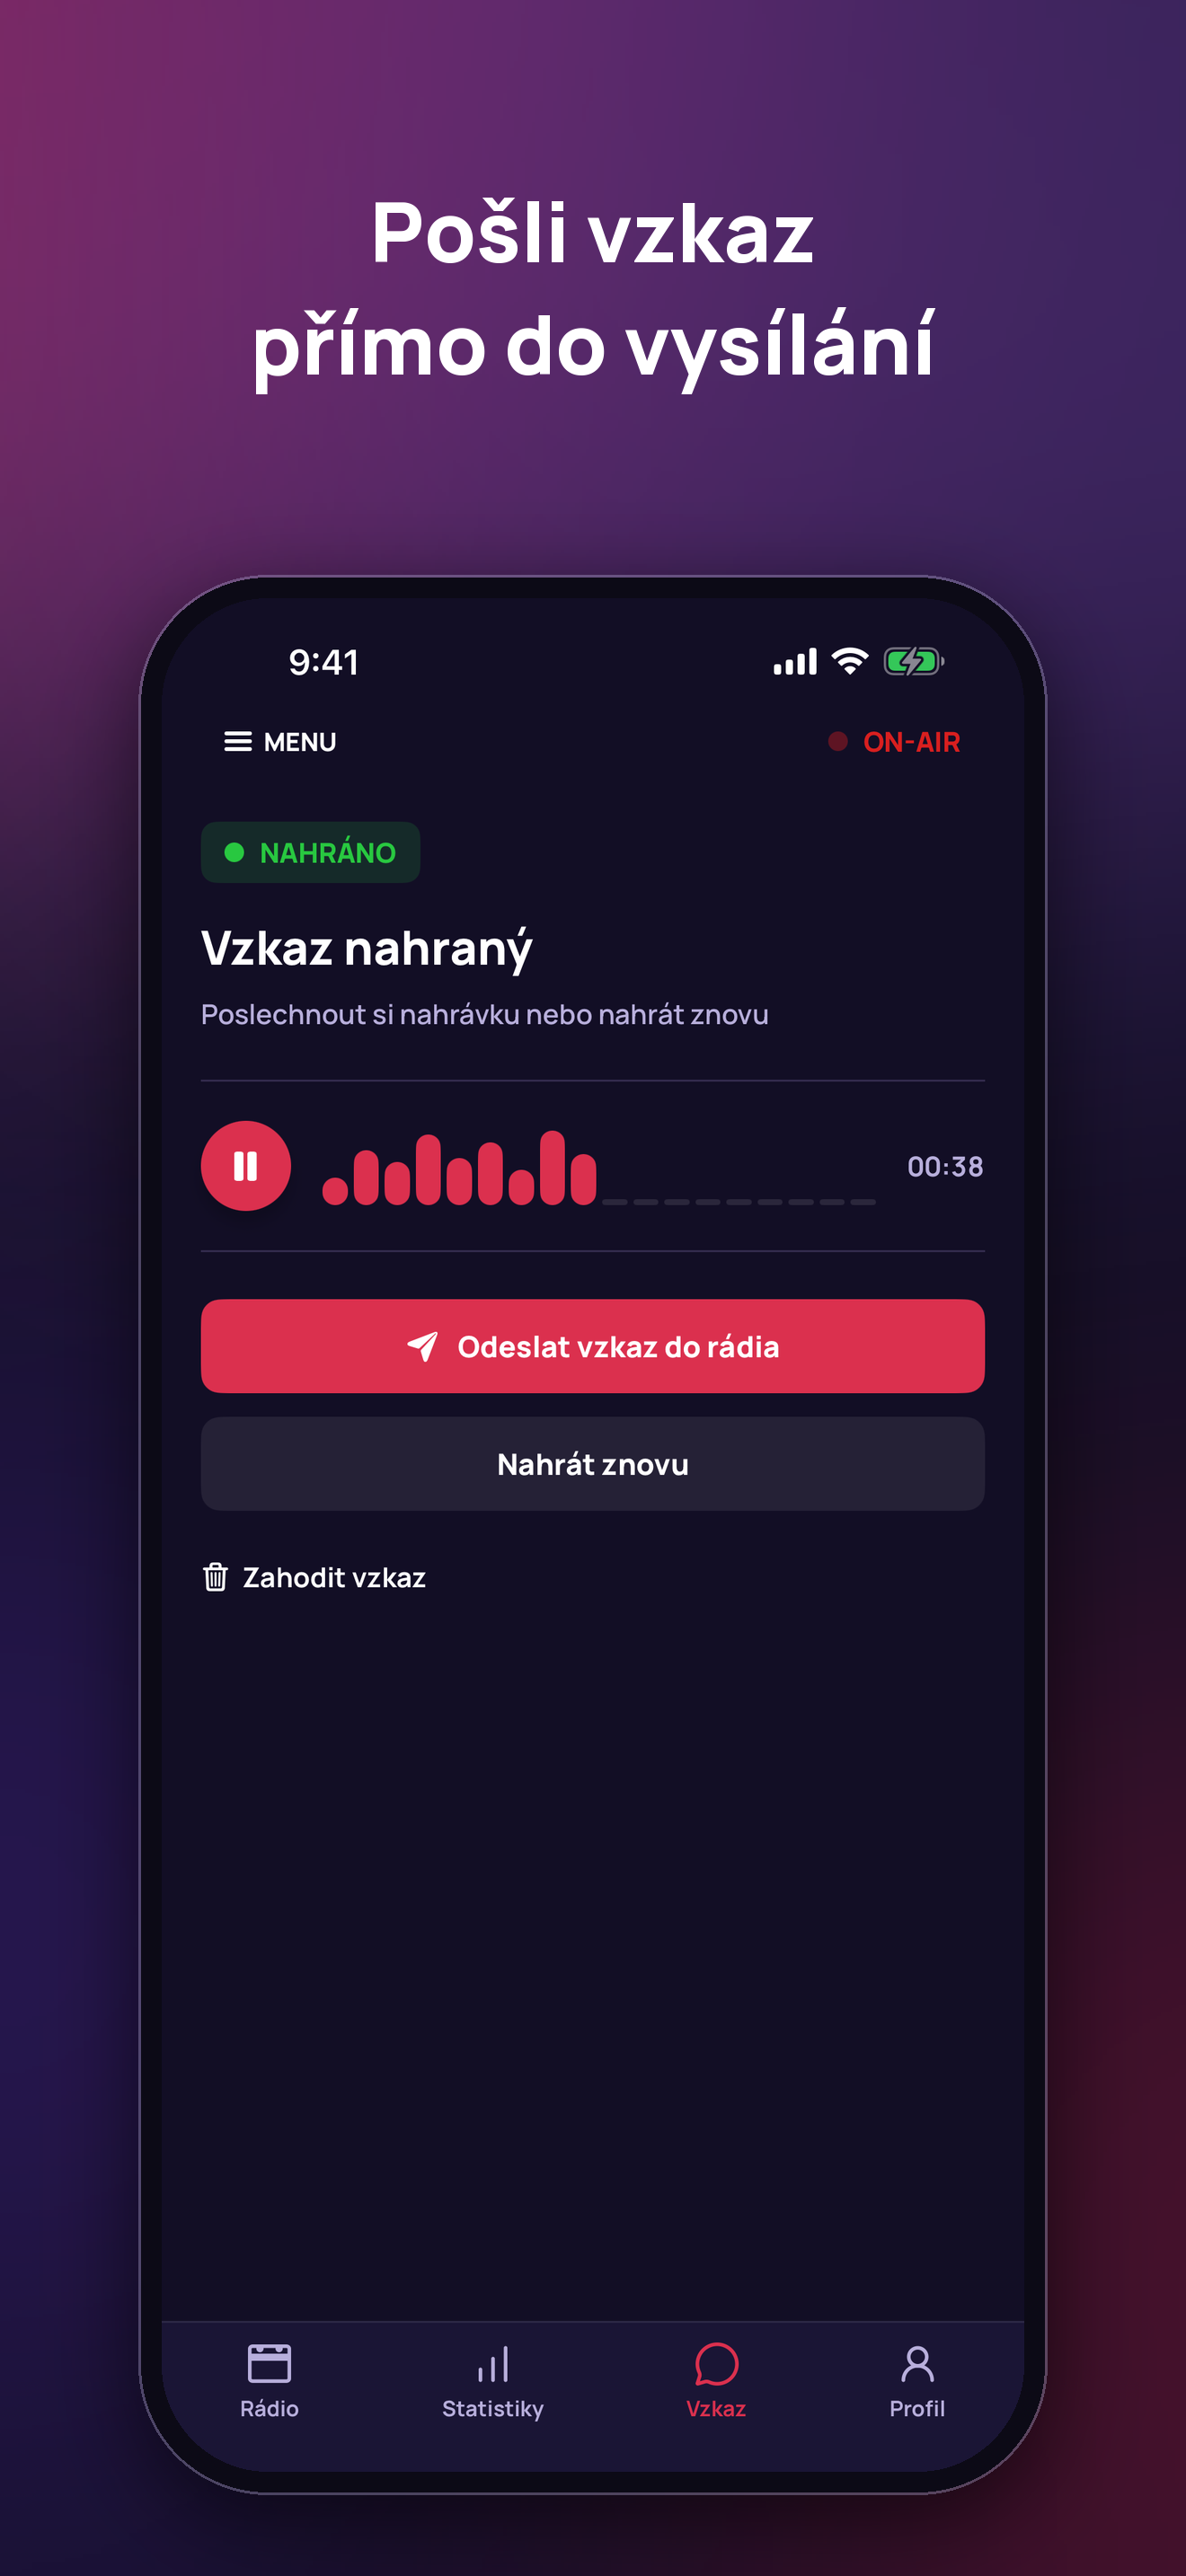 Pošli vzkaz
přímo do vysílání
9:41
MENU
ON-AIR
NAHRÁNO
Vzkaz nahraný
Poslechnout si nahrávku nebo nahrát znovu
00:38
Odeslat vzkaz do rádia
Nahrát znovu
Zahodit vzkaz
Rádio
Statistiky
Vzkaz
Profil